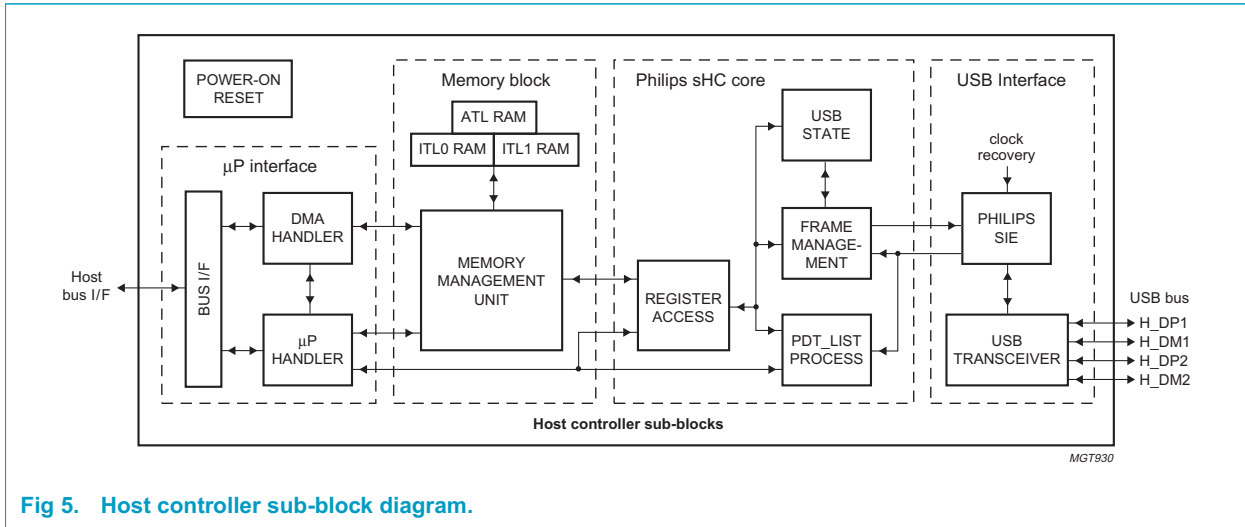 POWER-ON
RESET
Memory block
ATL RAM
ITL0 RAM
ITL1 RAM
Philips sHC core
USB
STATE
USB Interface
clock
recovery
μP interface
DMA
HANDLER
BUS I/F
Host
bus I/F
μP
HANDLER
MEMORY
MANAGEMENT
UNIT
REGISTER
ACCESS
FRAME
MANAGE-
MENT
PDT_LIST
PROCESS
PHILIPS
SIE
USB
TRANSCEIVER
USB bus
H_DP1
H_DM1
H_DP2
H_DM2
Host controller sub-blocks
MGT930
Fig 5. Host controller sub-block diagram.